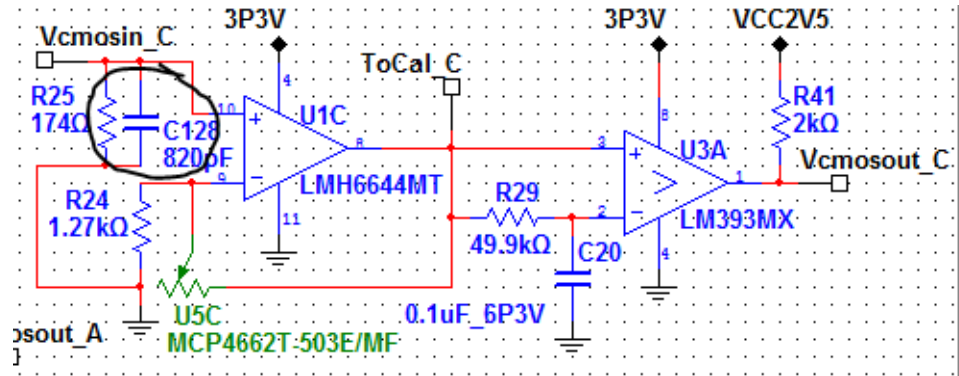 3P3V
3P3V
VCC2V5
Vcmosin_C
ToCal_C
R25
174Ω
C128
820pF
4
10
+
U1C
8
9
-
LMH6644MT
11
R24
1.27kΩ
U5C
MCP4662T-503E/MF
R29
49.9kΩ
C20
0.1uF_6P3V
8
3
+
U3A
>
1
2
-
LM393MX
4
R41
2kΩ
Vcmosout_C
osout_A